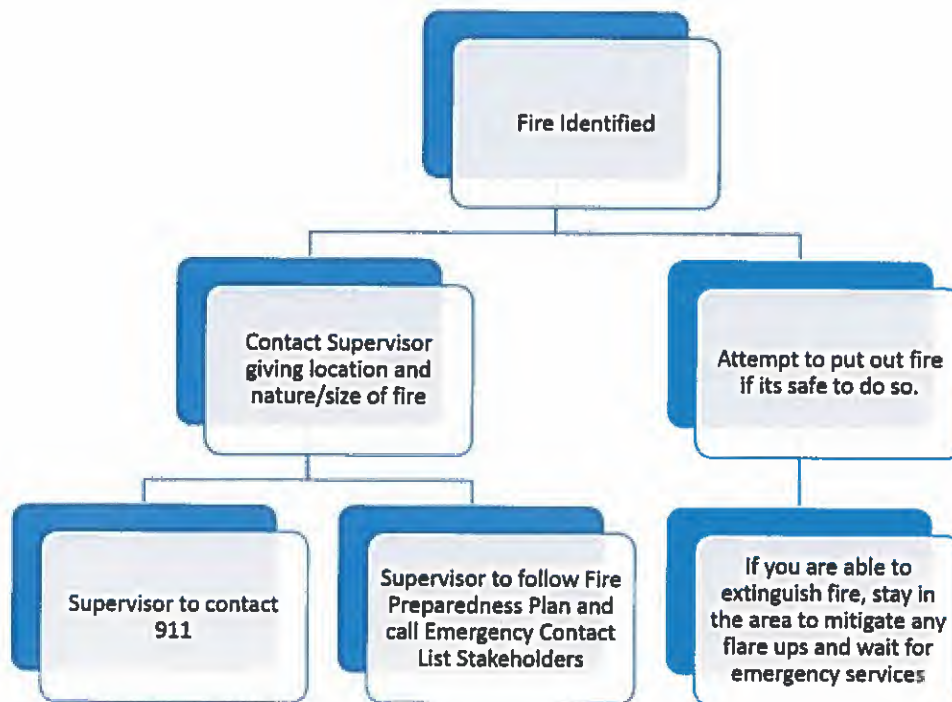 Fire Identified
Contact Supervisor
giving location and
nature/size of fire
Attempt to put out fire
if its safe to do so.
Supervisor to contact
911
Supervisor to follow Fire
Preparedness Plan and
call Emergency Contact
List Stakeholders
If you are able to
extinguish fire, stay in
the area to mitigate any
flare ups and wait for
emergency services